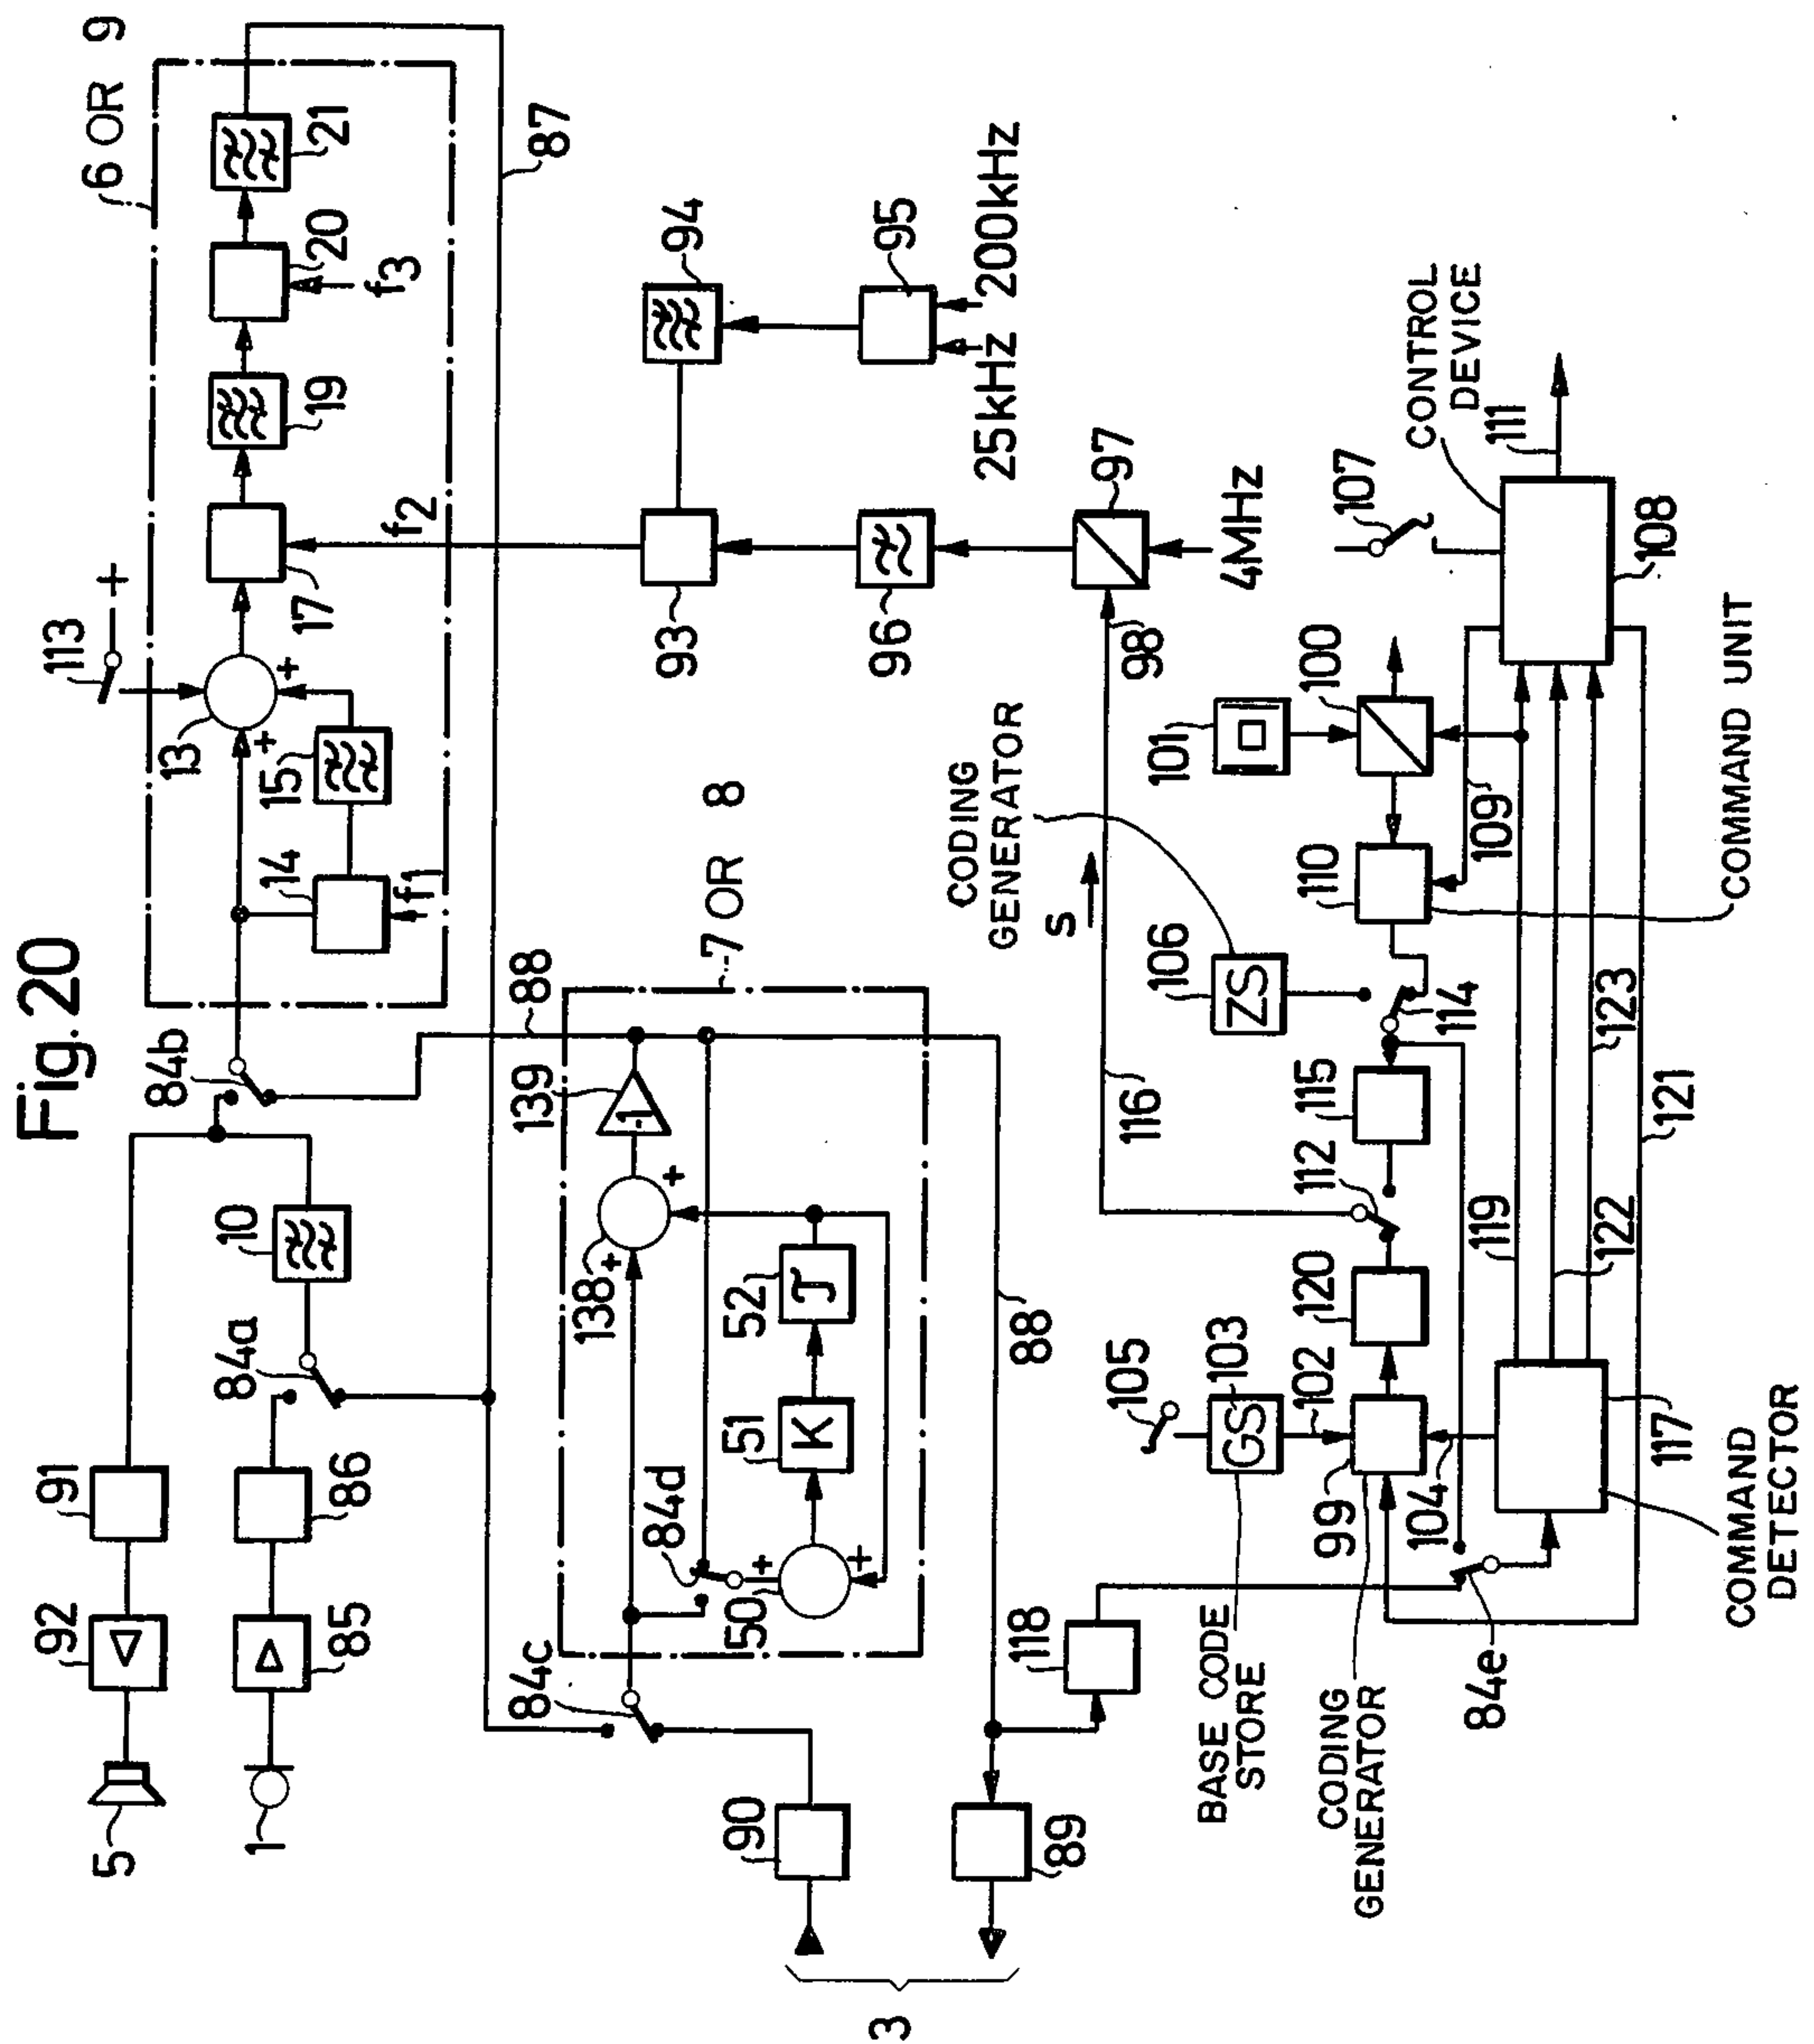 Fig. 20
5
92
91
1
85
86
84a
10
84b
113
+
13
+
+
14
f1
15
17
f2
19
20
f3
21
6 OR 9
87
3
90
89
84c
84d
50
+
+
51
K
52
τ
138
+
+
139
-1
88
7 OR 8
88
93
94
95
25kHz
200kHz
96
97
4MHz
98
S
116
118
84e
BASE CODE
STORE
CODING
GENERATOR
105
103
GS
102
99
104
120
112
115
114
106
ZS
CODING
GENERATOR
110
101
100
109
107
CONTROL
DEVICE
111
108
COMMAND UNIT
119
122
123
121
117
COMMAND
DETECTOR